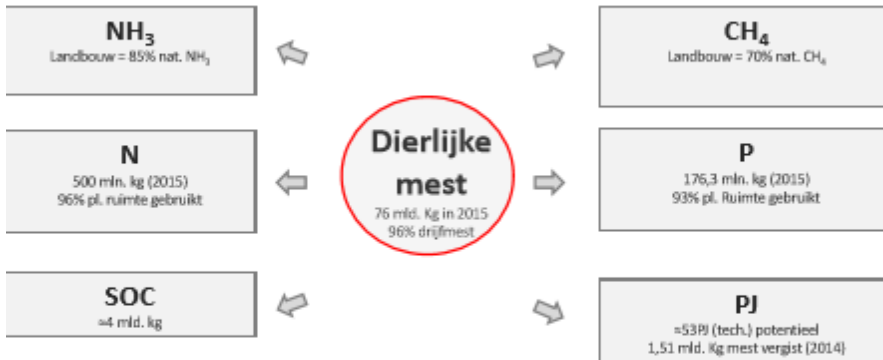 NH₃
Landbouw = 85% nat. NH₃
CH₄
Landbouw = 70% nat. CH₄
Dierlijke
mest
76 mld. Kg in 2015
96% drijfmest
N
500 mln. kg (2015)
96% pl. ruimte gebruikt
P
176,3 mln. kg (2015)
93% pl. Ruimte gebruikt
SOC
≈4 mld. kg
PJ
≈53PJ (tech.) potentieel
1,51 mld. Kg mest vergist (2014)